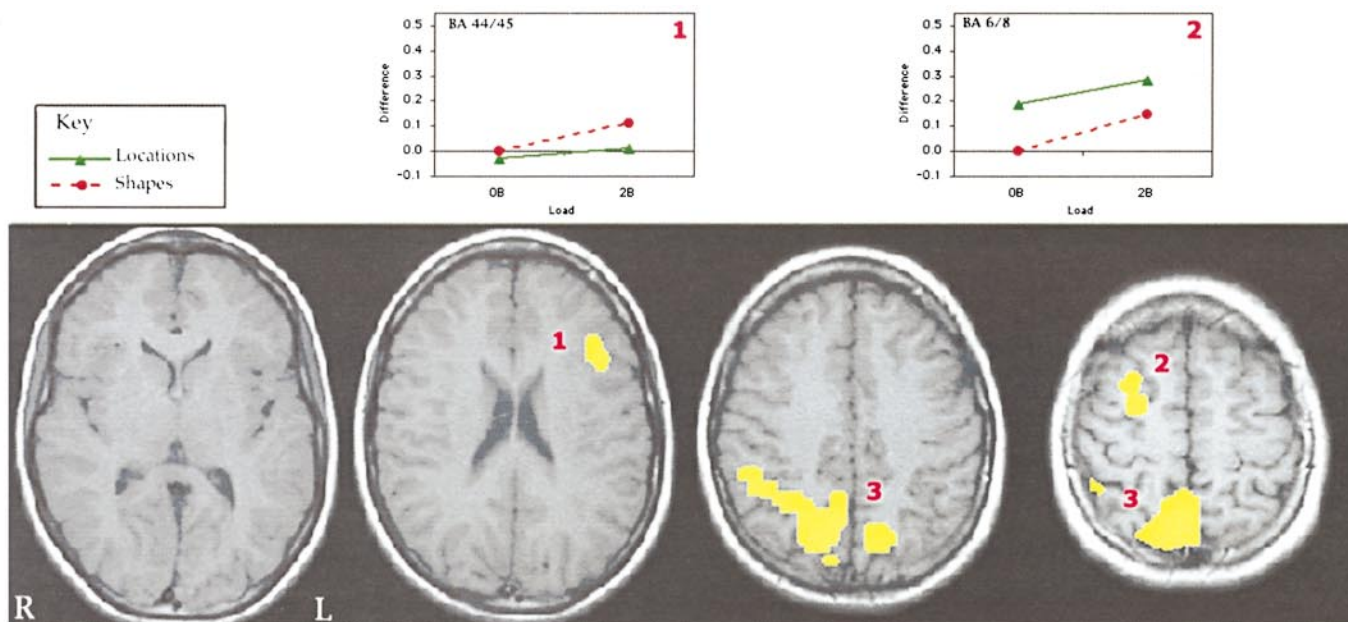 BA 44/45
1
0.5
0.4
0.3
0.2
0.1
0.0
-0.1
Difference
0B
2B
Load
BA 6/8
2
0.5
0.4
0.3
0.2
0.1
0.0
-0.1
Difference
0B
2B
Load
Key
Locations
Shapes
1
3
2
3
R
L